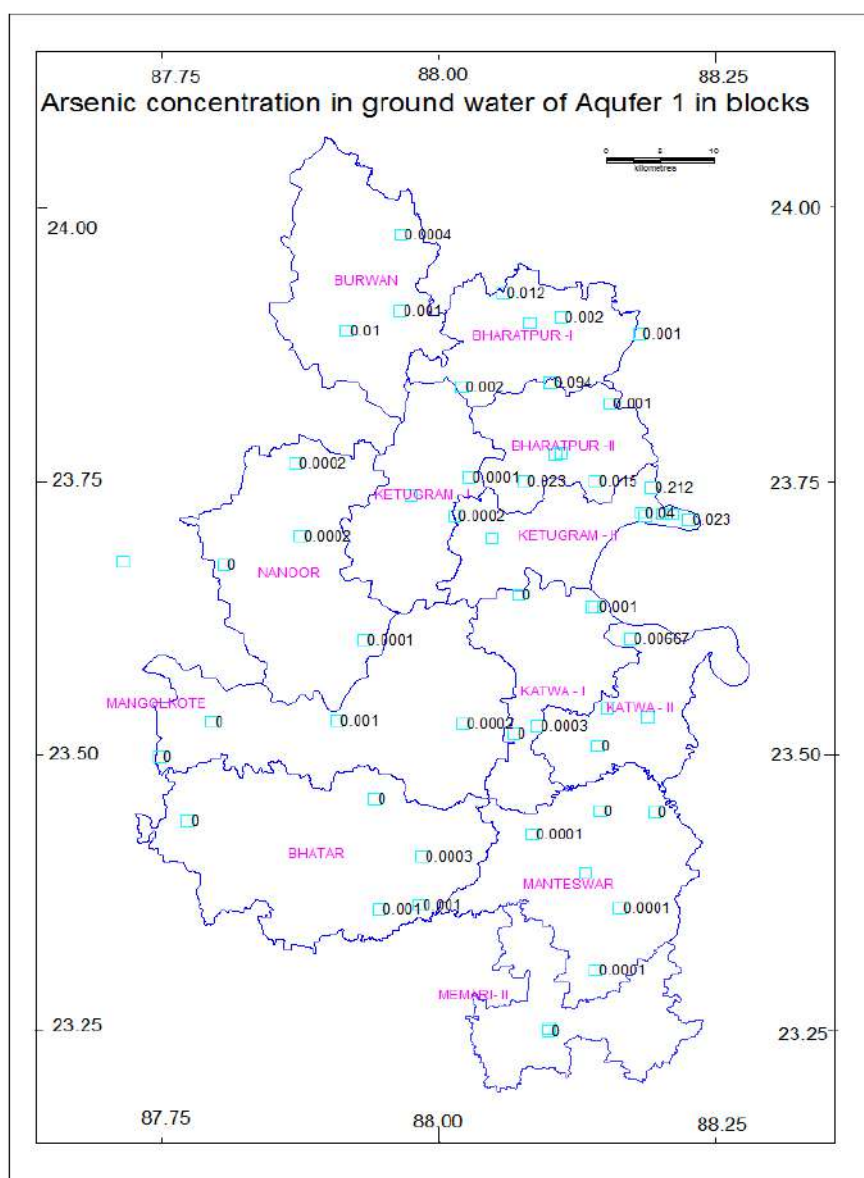 87.75 88.00 88.25
Arsenic concentration in ground water of Aqufer 1 in blocks
kilometres
24.00 24.00
0.0004
BURWAN
0.012
0.001 0.002
0.01 BHARATPUR -I 0.001
0.002 0.094
0.001
BHARATPUR -II
0.0002
23.75 0.0001 0.023 0.015 23.75
KETUGRAM - I 0.212
0.0002 0.04 0.023
0.0002 KETUGRAM - II
0
NANOOR
0 0.001
0.0001 0.00667
MANGOLKOTE KATWA - I KATWA - II
0 0.001 0.0002 0.0003
0
0
23.50 0 23.50
0
0 0 0
0.0001
BHATAR 0.0003
MANTESWAR
0.001 0.001 0.0001
0.0001
MEMARI- II
23.25 0 23.25
87.75 88.00 88.25